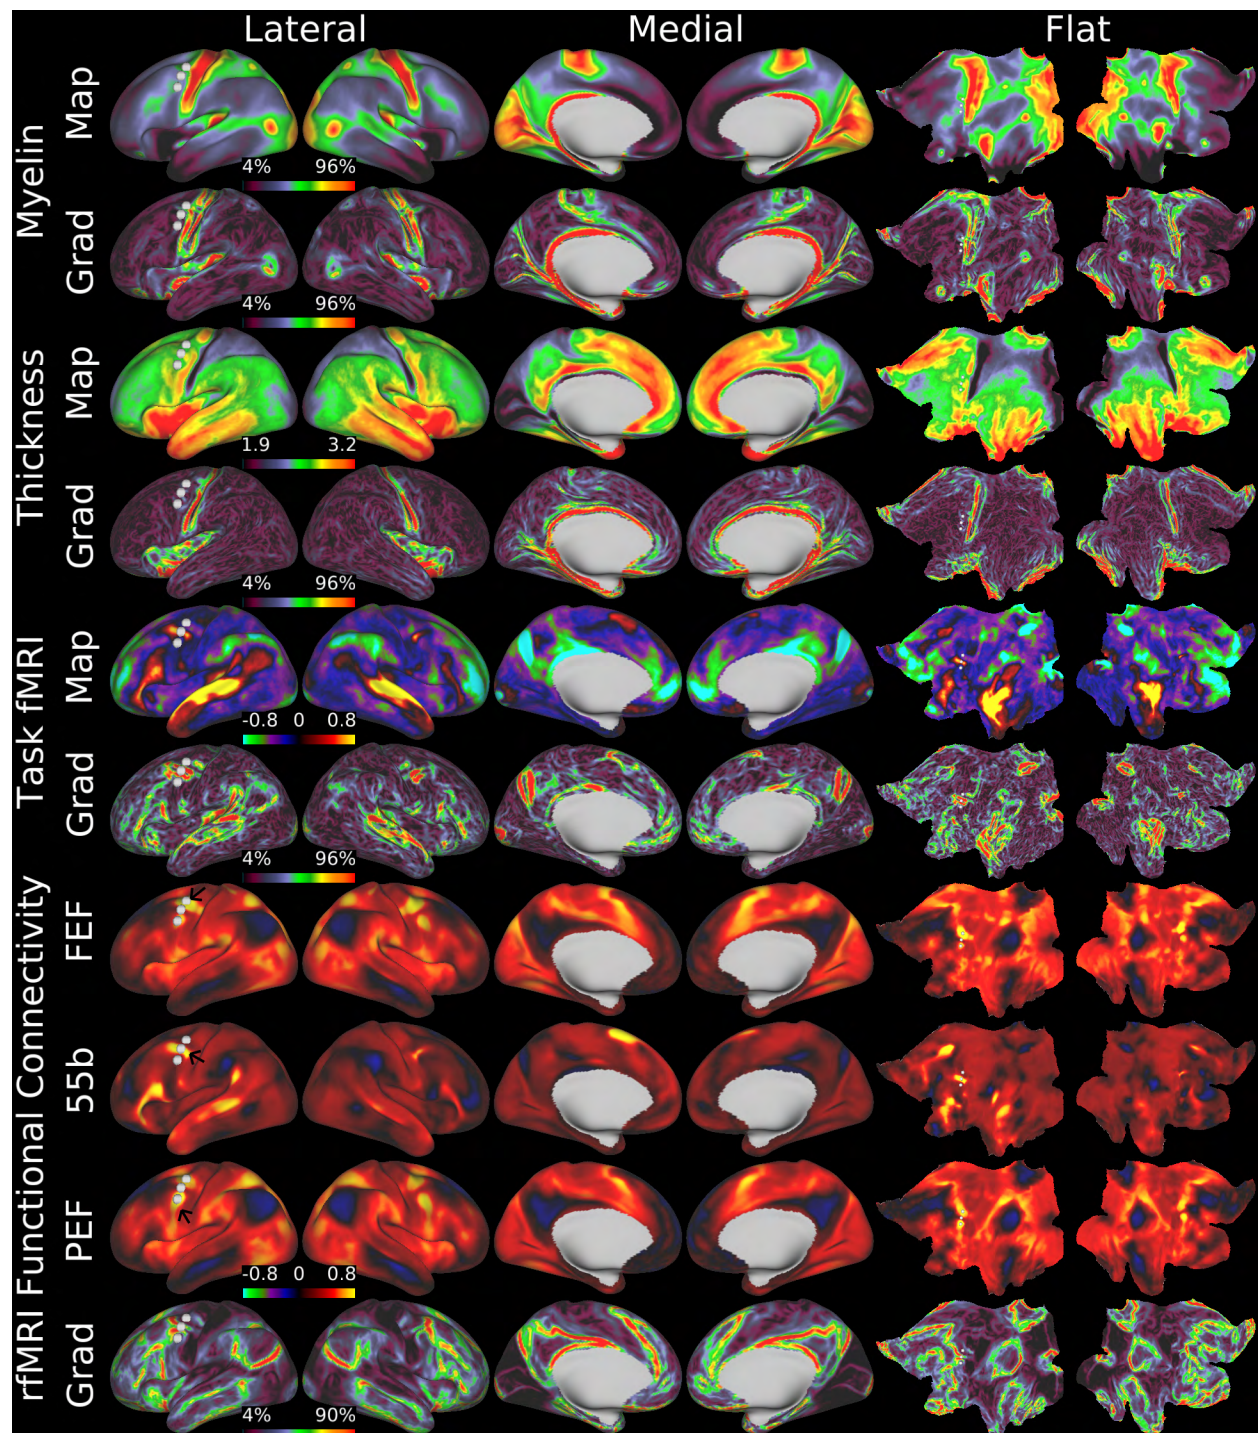 Lateral Medial Flat
Myelin
Map
4% 96%
Grad
4% 96%
Thickness
Map
1.9 3.2
Grad
4% 96%
Task fMRI
Map
-0.8 0 0.8
Grad
4% 96%
rfMRI Functional Connectivity
FEF
55b
PEF
-0.8 0 0.8
Grad
4% 90%